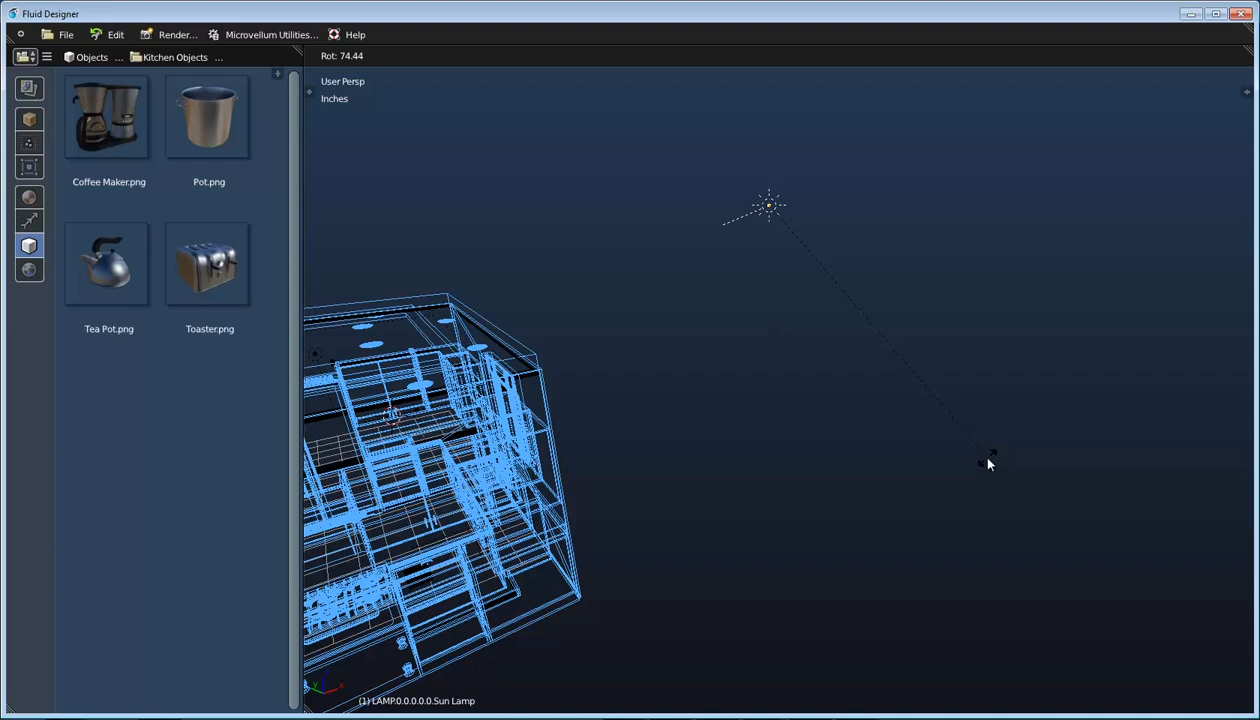 Fluid Designer
File Edit Render... Microvellum Utilities... Help
Objects ... Kitchen Objects ... Rot: 74.44
User Persp
Inches
Coffee Maker.png Pot.png
Tea Pot.png Toaster.png
y x
(1) LAMP.0.0.0.0.0.Sun Lamp